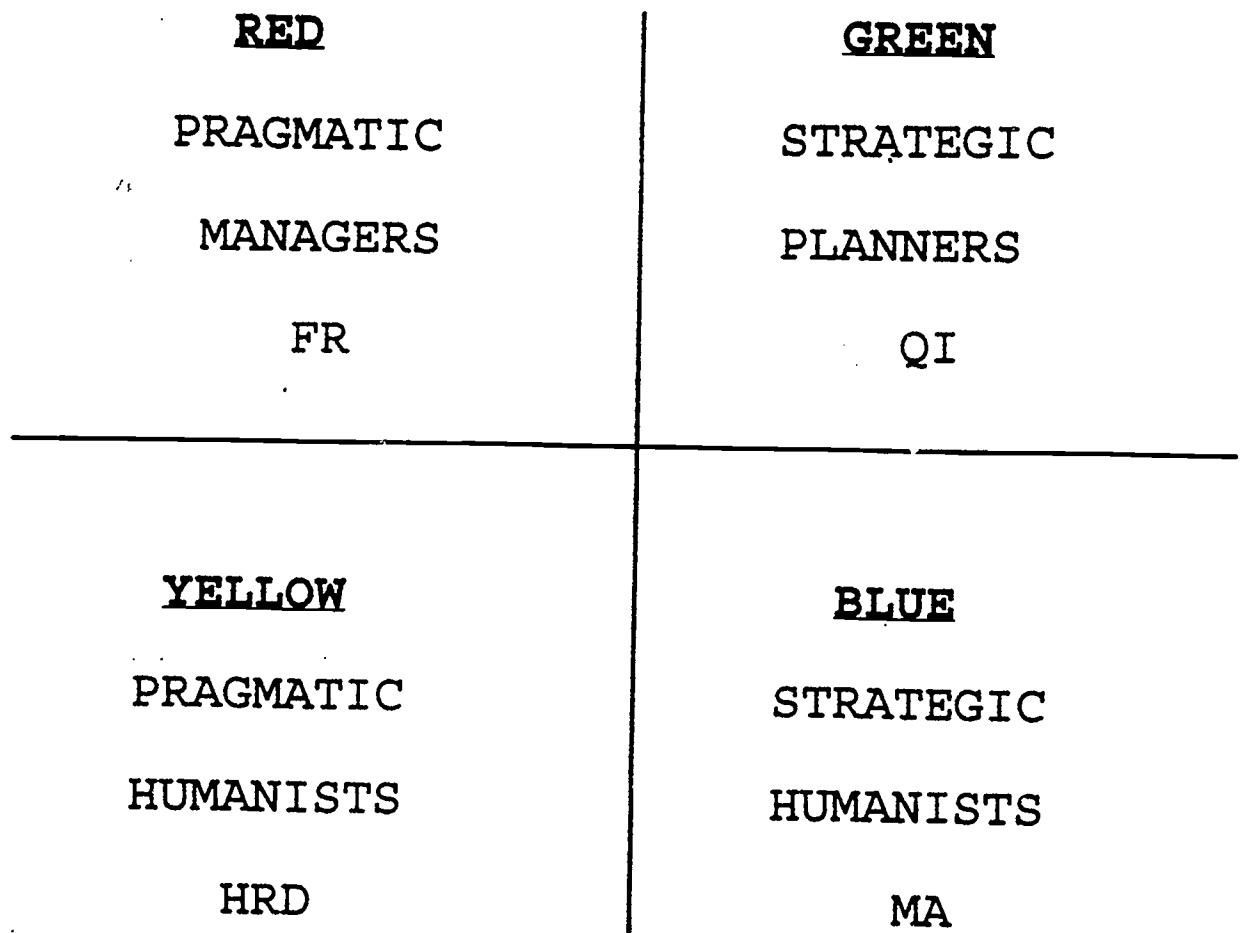 RED
PRAGMATIC
MANAGERS
FR
GREEN
STRATEGIC
PLANNERS
QI
YELLOW
PRAGMATIC
HUMANISTS
HRD
BLUE
STRATEGIC
HUMANISTS
MA